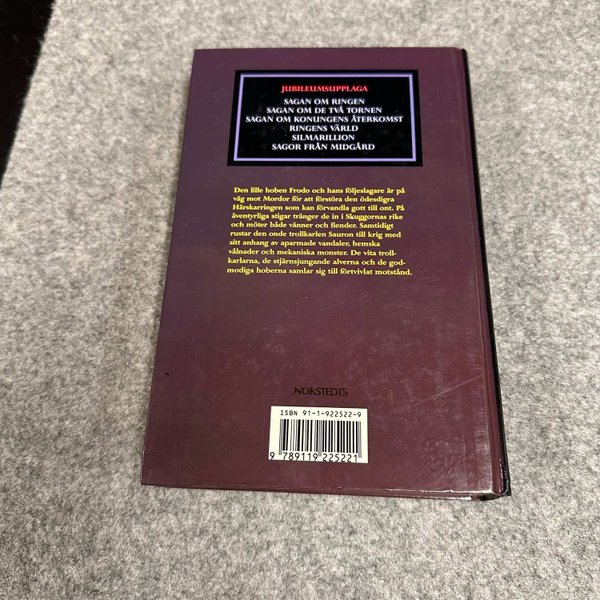 JUBILEUMSUPPLAGA
SAGAN OM RINGEN
SAGAN OM DE TVÅ TORNEN
SAGAN OM KONUNGENS ÅTERKOMST
RINGENS VÄRLD
SILMARILLION
SAGOR FRÅN MIDGÅRD
Den lille hoben Frodo och hans följeslagare är på
väg mot Mordor för att förstöra den ödesdigra
Härskarringen som kan förvandla gott till ont. På
äventyrliga stigar tränger de in i Skuggornas rike
och möter både vänner och fiender. Samtidigt
rustar den onde trollkarlen Sauron till krig med
sitt anhang av aparmade vandaler, hemska
vålnader och mekaniska monster. De vita troll-
karlarna, de stjärnsjungande alverna och de god-
modiga hoberna samlar sig till förtvivlat motstånd.
NORSTEDTS
ISBN 91-1-922522-9
9 789119 225221